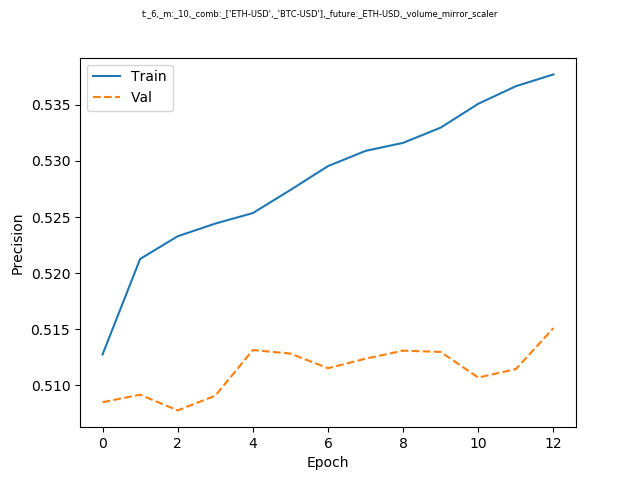 t:_6,_m:_10,_comb:_['ETH-USD',_'BTC-USD'],_future:_ETH-USD,_volume_mirror_scaler
Train
Val
0.535
0.530
0.525
0.520
0.515
0.510
Precision
0 2 4 6 8 10 12
Epoch